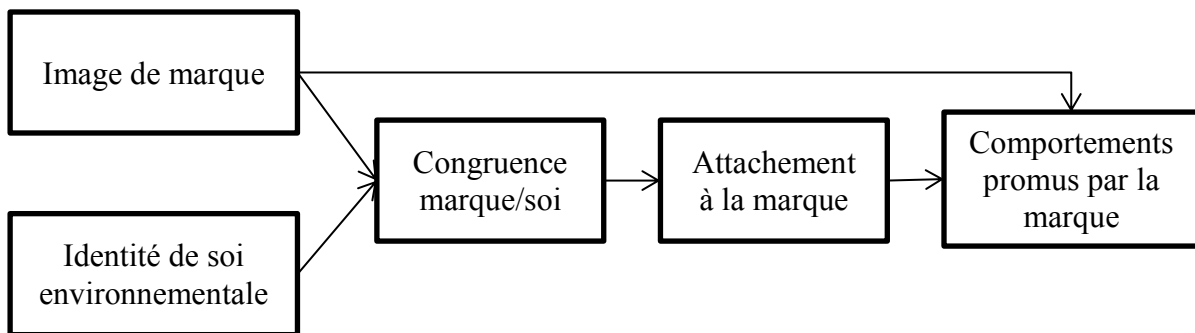 Image de marque
Identité de soi
environnementale
Congruence
marque/soi
Attachement
à la marque
Comportements
promus par la
marque